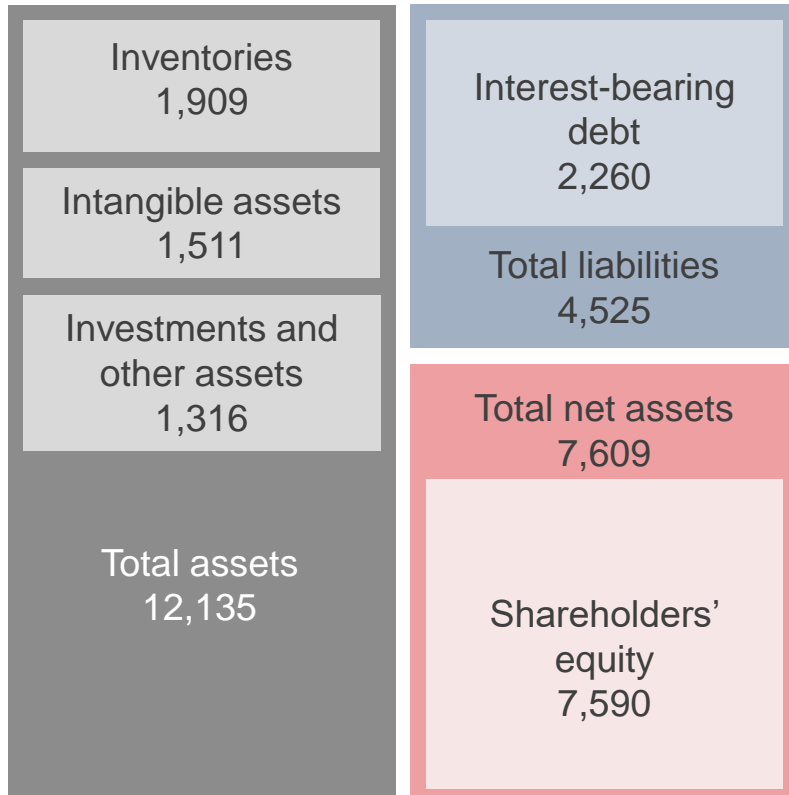 Inventories
1,909
Intangible assets
1,511
Investments and
other assets
1,316
Total assets
12,135
Interest-bearing
debt
2,260
Total liabilities
4,525
Total net assets
7,609
Shareholders’
equity
7,590